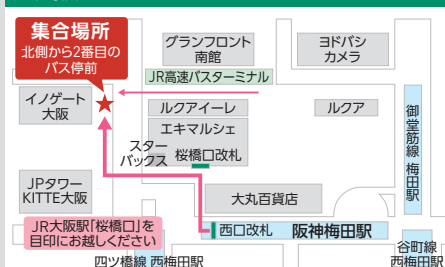 集合場所
北側から2番目の
バス停前
グランフロント
南館
ヨドバシ
カメラ
JR高速バスターミナル
イノゲート
大阪
ルクアイーレ
ルクア
エキマルシェ
スター
バックス
桜橋口改札
御堂筋線 梅田駅
JPタワー
KITTE大阪
大丸百貨店
JR大阪駅「桜橋口」を
目印にお越しください
西口改札
阪神梅田駅
四ツ橋線 西梅田駅
谷町線
西梅田駅